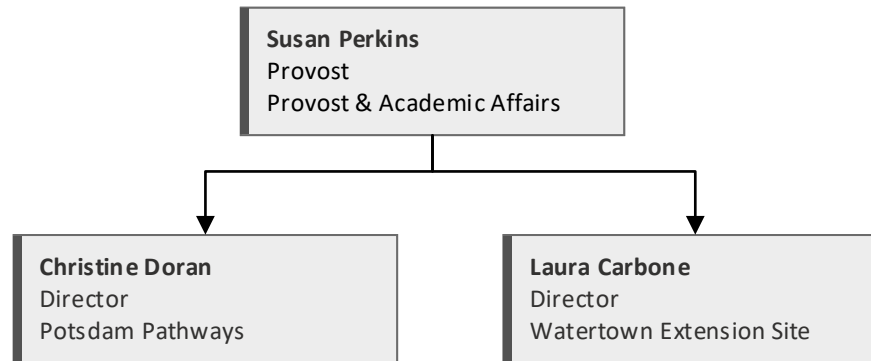 Susan Perkins
Provost
Provost & Academic Affairs
Christine Doran
Director
Potsdam Pathways
Laura Carbone
Director
Watertown Extension Site